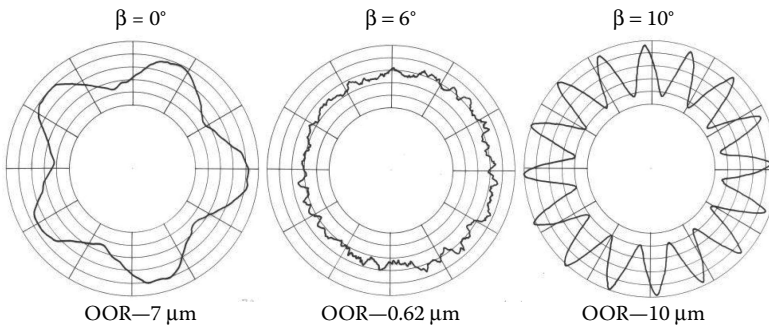 β = 0°
β = 6°
β = 10°
OOR—7 μm
OOR—0.62 μm
OOR—10 μm